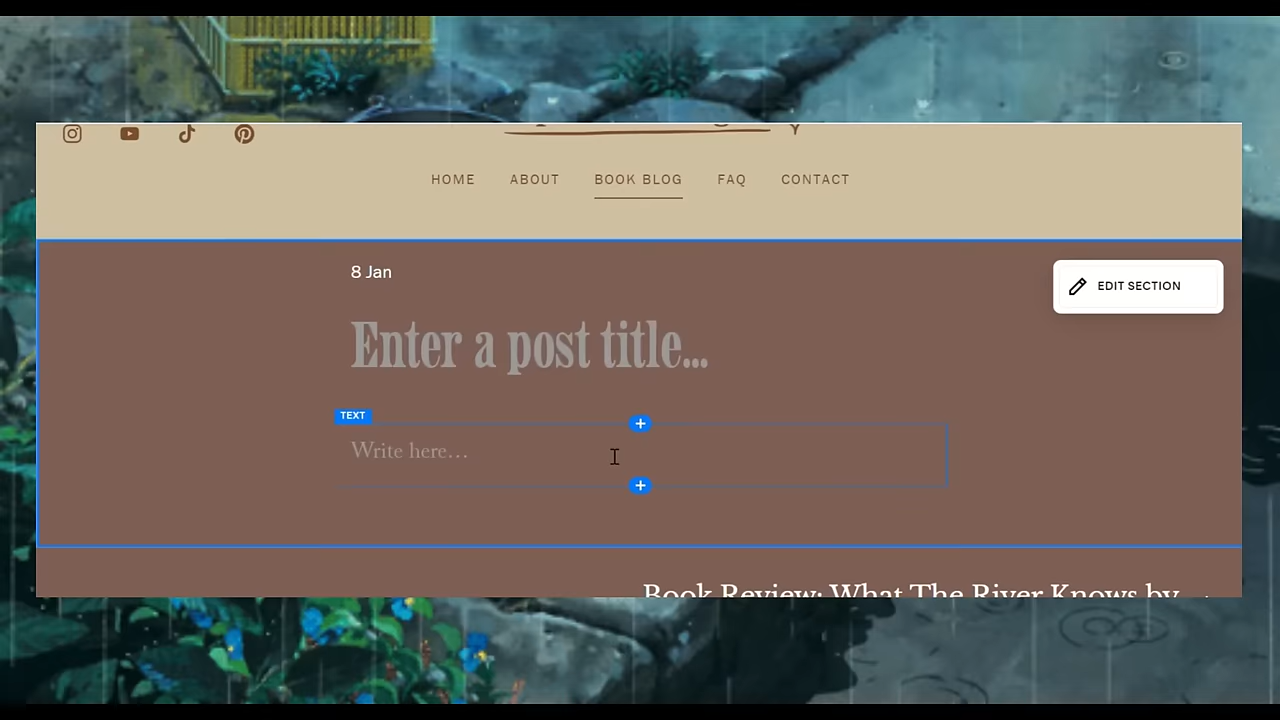 HOME ABOUT BOOK BLOG FAQ CONTACT
8 Jan
EDIT SECTION
Enter a post title...
TEXT
Write here...
Book Review: What The River Knows by